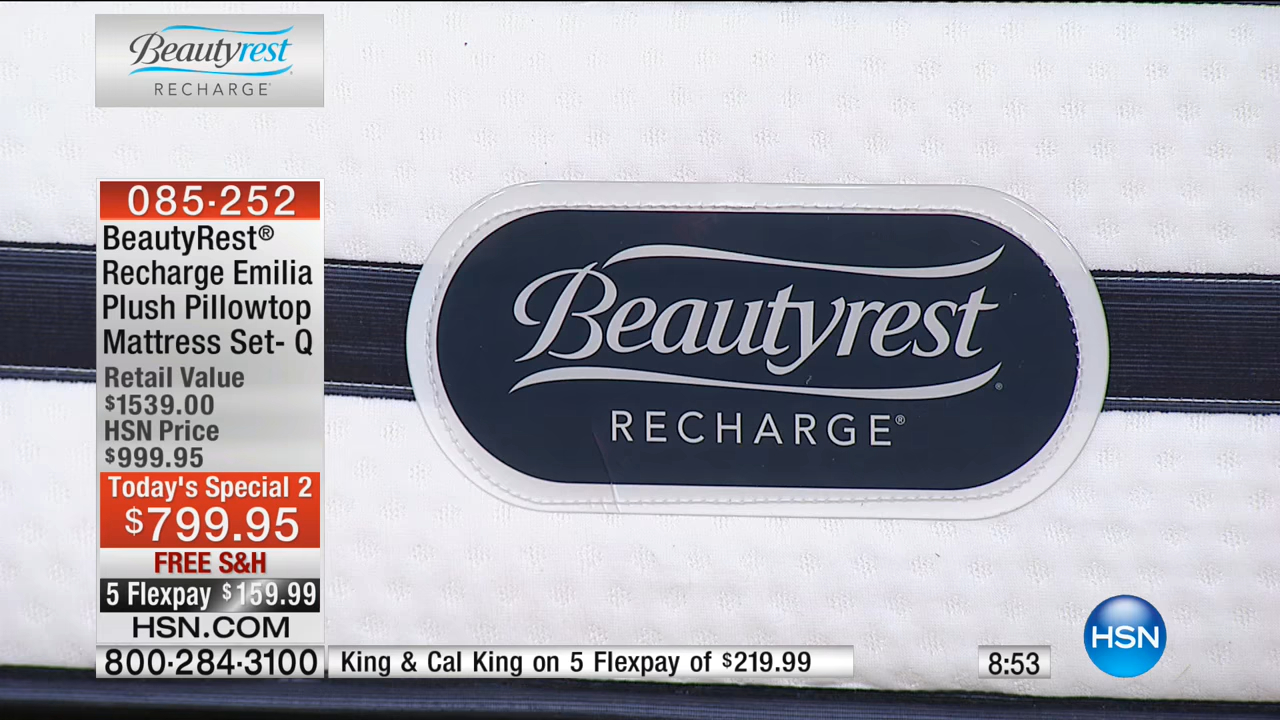 Beautyrest
RECHARGE®
085·252
BeautyRest®
Recharge Emilia
Plush Pillowtop
Mattress Set- Q
Retail Value
$1539.00
HSN Price
$999.95
Today's Special 2
$799.95
FREE S&H
5 Flexpay $159.99
HSN.COM
800·284·3100
King & Cal King on 5 Flexpay of $219.99
8:53
HSN
Beautyrest®
RECHARGE®